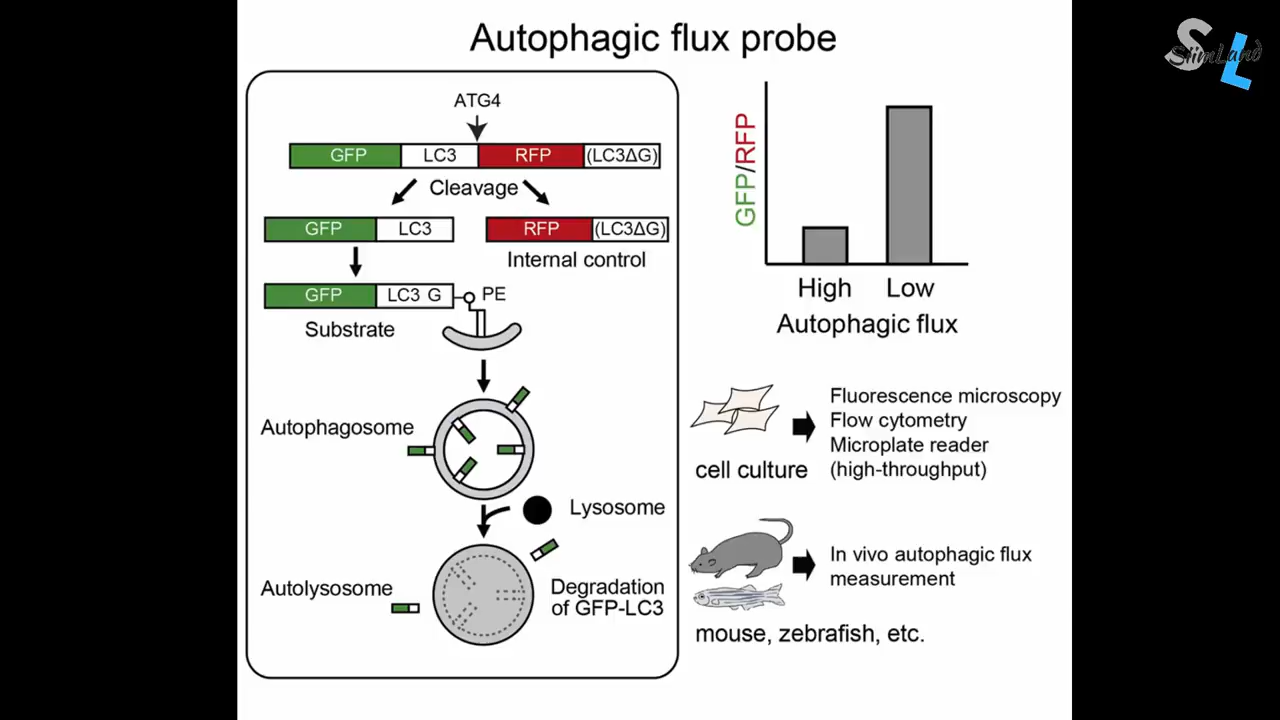 Autophagic flux probe
S L
SiimLand
ATG4
GFP LC3 RFP (LC3ΔG)
Cleavage
GFP LC3
RFP (LC3ΔG)
Internal control
GFP LC3 G PE
Substrate
Autophagosome
Lysosome
Autolysosome
Degradation
of GFP-LC3
GFP/RFP
High Low
Autophagic flux
cell culture
Fluorescence microscopy
Flow cytometry
Microplate reader
(high-throughput)
In vivo autophagic flux
measurement
mouse, zebrafish, etc.